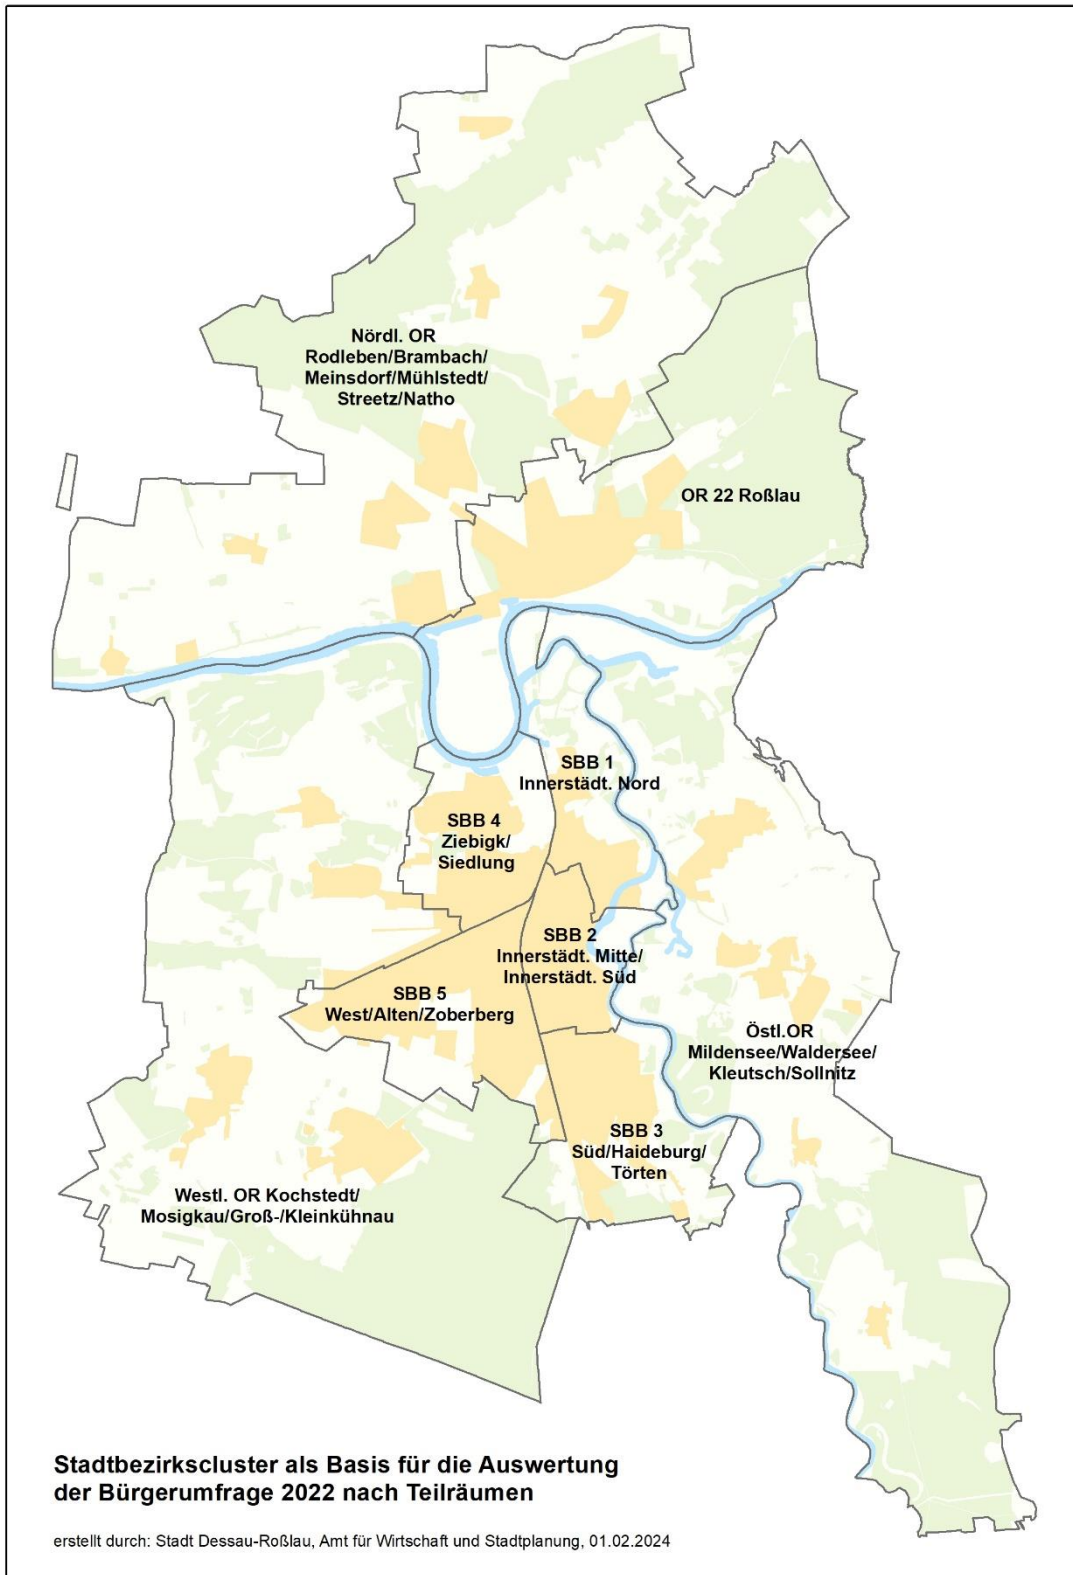 Nördl. OR
Rodleben/Brambach/
Meinsdorf/Mühlstedt/
Streetz/Natho
OR 22 Roßlau
SBB 1
Innerstädt. Nord
SBB 4
Ziebigk/
Siedlung
SBB 2
Innerstädt. Mitte/
Innerstädt. Süd
SBB 5
West/Alten/Zoberberg
Östl.OR
Mildensee/Waldersee/
Kleutsch/Sollnitz
SBB 3
Süd/Haideburg/
Törten
Westl. OR Kochstedt/
Mosigkau/Groß-/Kleinkühnau
Stadtbezirkscluster als Basis für die Auswertung
der Bürgerumfrage 2022 nach Teilräumen
erstellt durch: Stadt Dessau-Roßlau, Amt für Wirtschaft und Stadtplanung, 01.02.2024